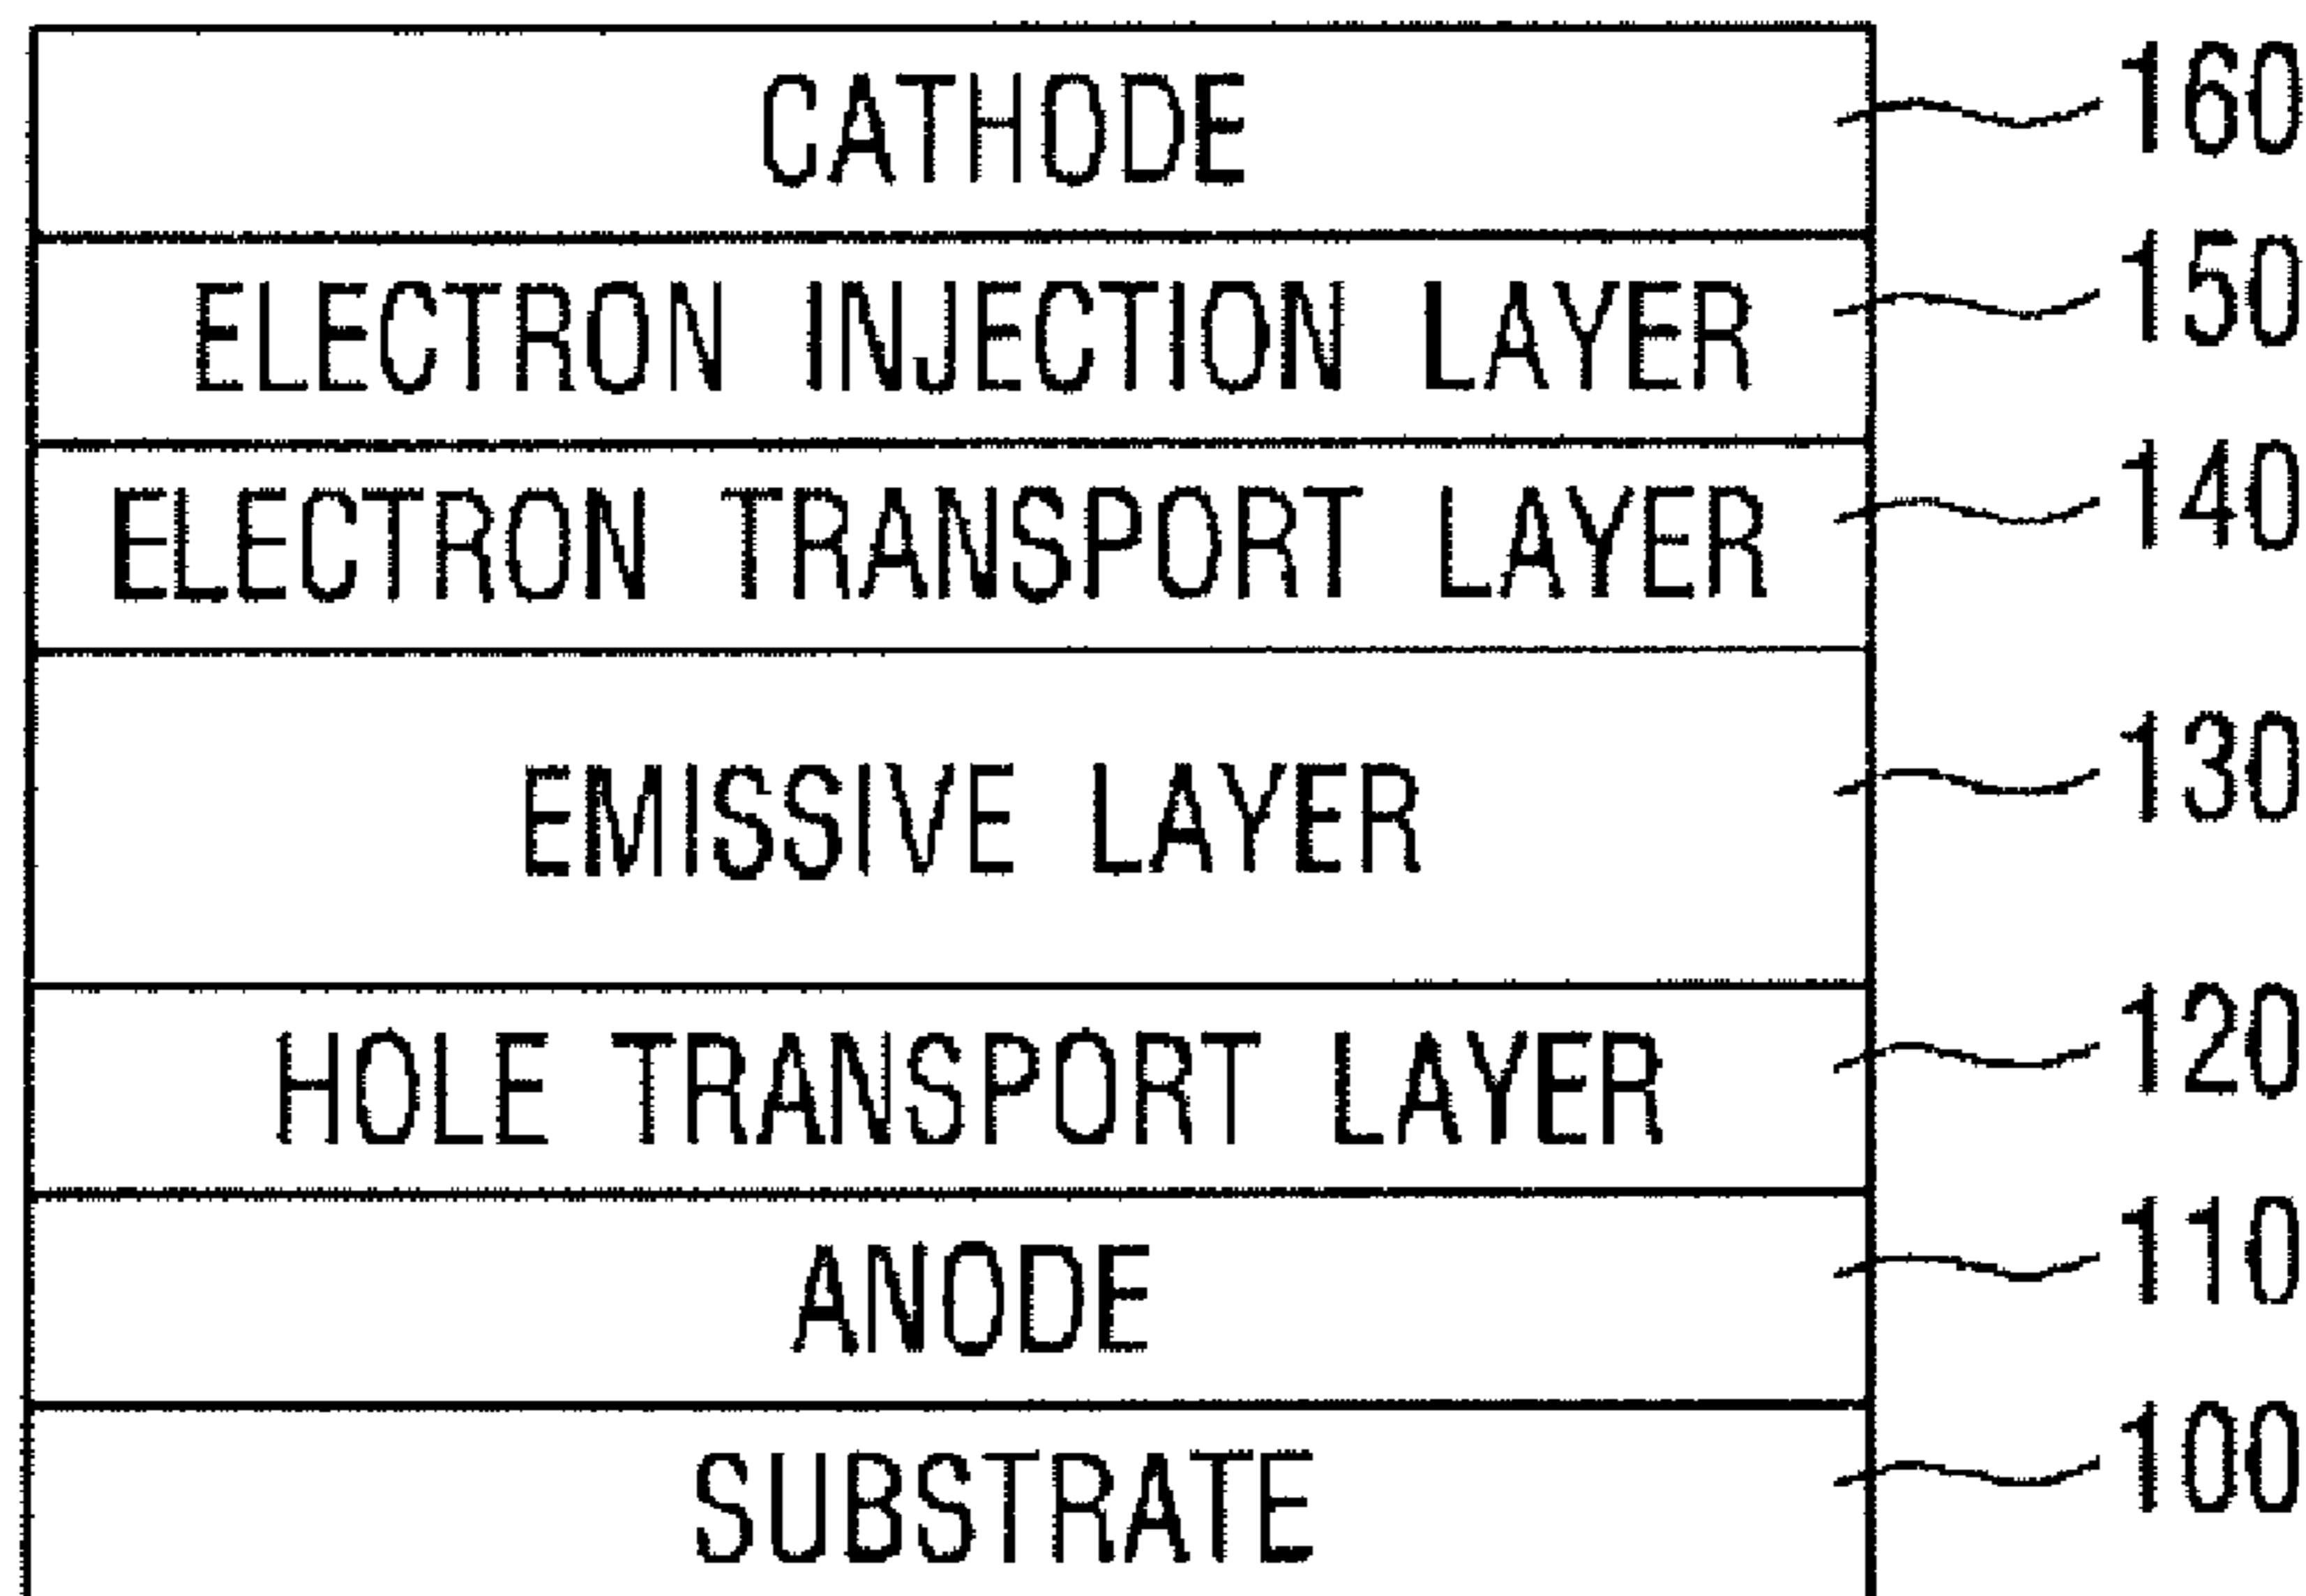 CATHODE 160
ELECTRON INJECTION LAYER 150
ELECTRON TRANSPORT LAYER 140
EMISSIVE LAYER 130
HOLE TRANSPORT LAYER 120
ANODE 110
SUBSTRATE 100